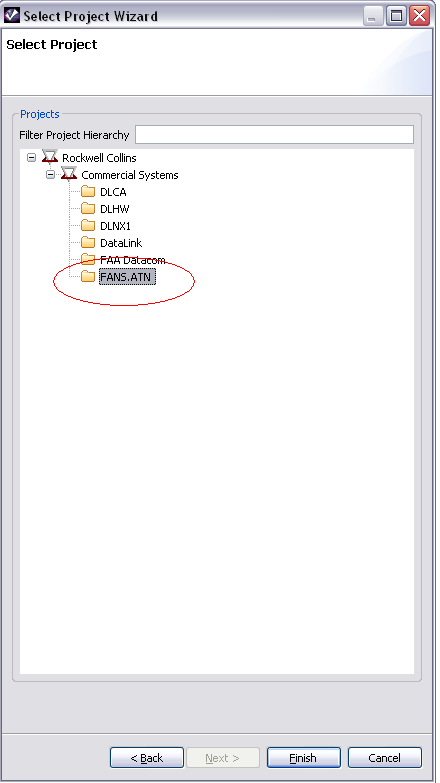 Select Project Wizard
Select Project
Projects
Filter Project Hierarchy
Rockwell Collins
Commercial Systems
DLCA
DLHW
DLNX1
DataLink
FAA Datacom
FANS.ATN
< Back Next > Finish Cancel